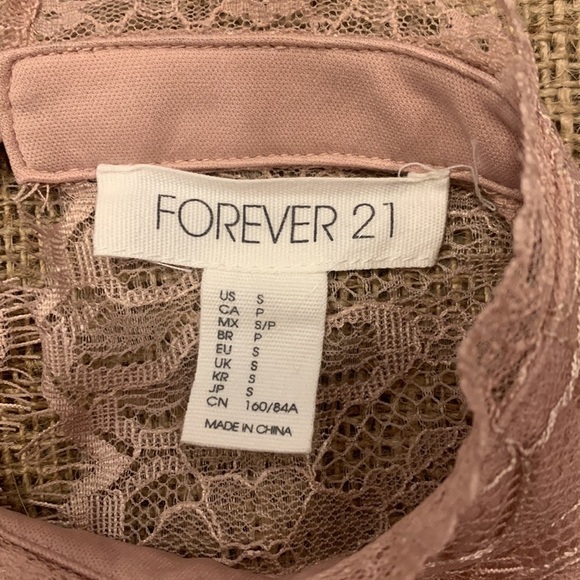 FOREVER 21
US S
CA P
MX S/P
BR P
EU S
UK S
KR S
JP S
CN 160/84A
MADE IN CHINA